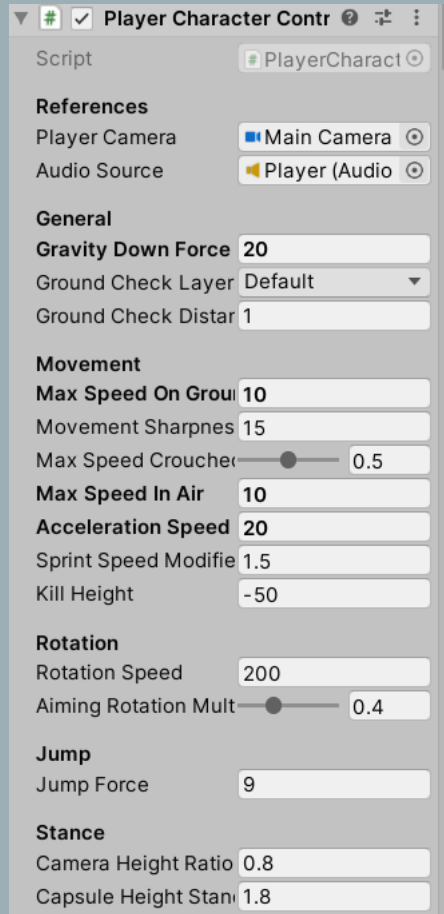 Player Character Contr
Script PlayerCharact
References
Player Camera Main Camera
Audio Source Player (Audio
General
Gravity Down Force 20
Ground Check Layer Default
Ground Check Distar 1
Movement
Max Speed On Grou 10
Movement Sharpnes 15
Max Speed Crouche 0.5
Max Speed In Air 10
Acceleration Speed 20
Sprint Speed Modifie 1.5
Kill Height -50
Rotation
Rotation Speed 200
Aiming Rotation Mult 0.4
Jump
Jump Force 9
Stance
Camera Height Ratio 0.8
Capsule Height Stan 1.8